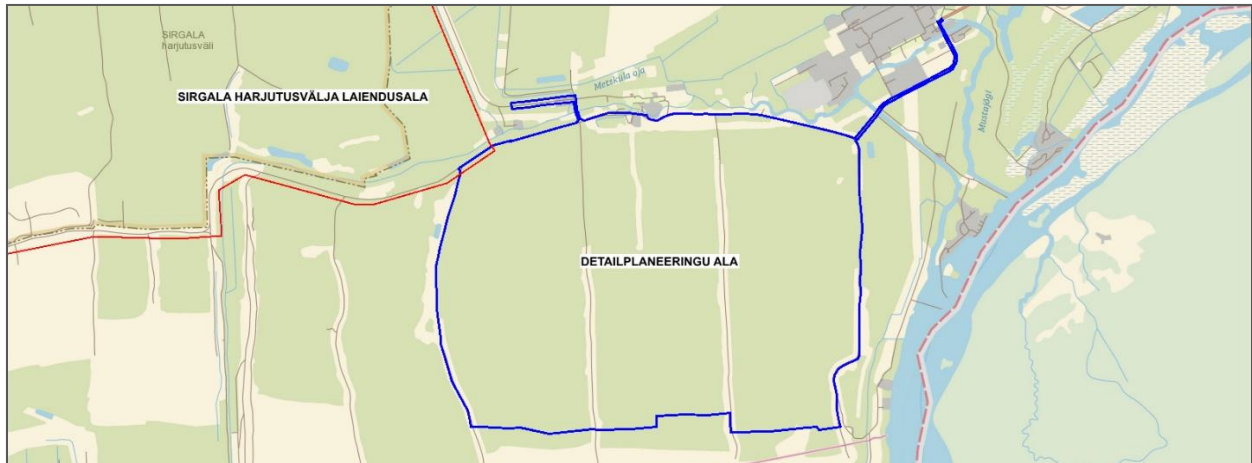 SIRGALA
harjutusväli
SIRGALA HARJUTUSVÄLJA LAIENDUSALA
Metsküla oja
Mustajõgi
DETAILPLANEERINGU ALA